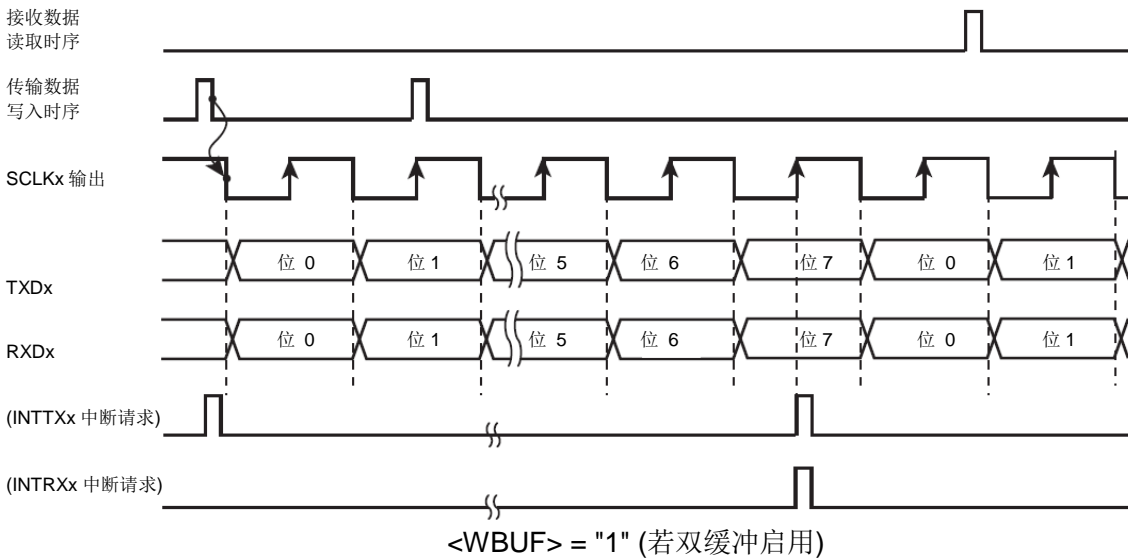 接收数据
读取时序
传输数据
写入时序
SCLKx 输出
位 0 位 1 位 5 位 6 位 7 位 0 位 1
TXDx
位 0 位 1 位 5 位 6 位 7 位 0 位 1
RXDx
(INTTXx 中断请求)
(INTRXx 中断请求)
<WBUF> = "1" (若双缓冲启用)